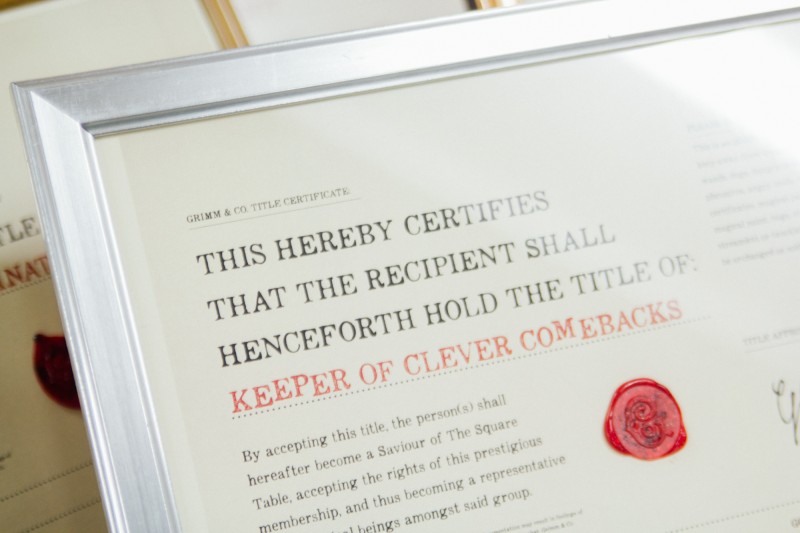 GRIMM & CO. TITLE CERTIFICATE.
THIS HEREBY CERTIFIES
THAT THE RECIPIENT SHALL
HENCEFORTH HOLD THE TITLE OF:
KEEPER OF CLEVER COMEBACKS
By accepting this title, the person(s) shall
hereafter become a Saviour of The Square
Table, accepting the rights of this prestigious
membership, and thus becoming a representative
beings amongst said group.
TITLE